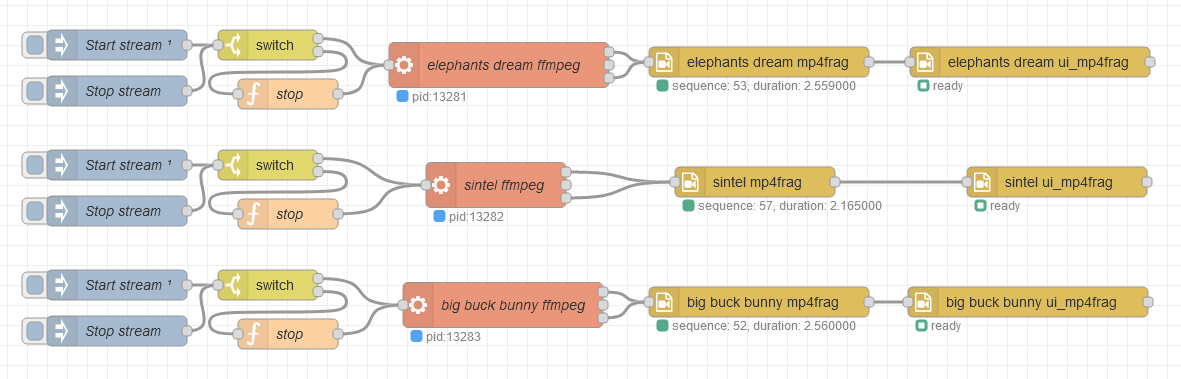 Start stream ¹
switch
Stop stream
stop
elephants dream ffmpeg
pid:13281
elephants dream mp4frag
sequence: 53, duration: 2.559000
elephants dream ui_mp4frag
ready
Start stream ¹
switch
Stop stream
stop
sintel ffmpeg
pid:13282
sintel mp4frag
sequence: 57, duration: 2.165000
sintel ui_mp4frag
ready
Start stream ¹
switch
Stop stream
stop
big buck bunny ffmpeg
pid:13283
big buck bunny mp4frag
sequence: 52, duration: 2.560000
big buck bunny ui_mp4frag
ready